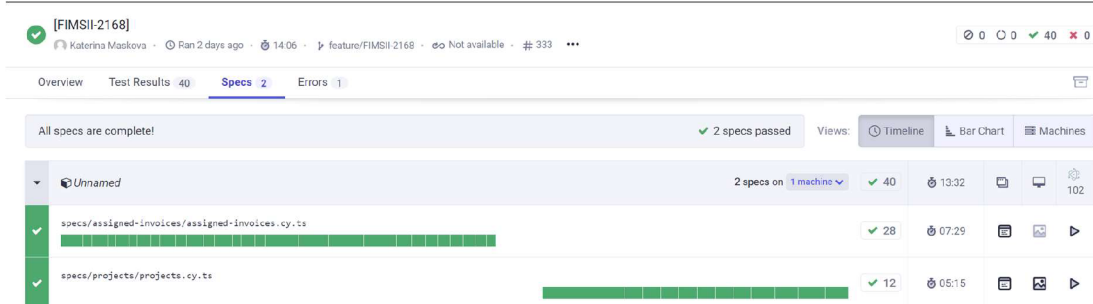 [FIMSII-2168]
Katerina Maskova · Ran 2 days ago · 14:06 · feature/FIMSII-2168 · Not available · # 333 ···
0 0 40 0
Overview Test Results 40 Specs 2 Errors 1
All specs are complete! 2 specs passed Views: Timeline Bar Chart Machines
Unnamed 2 specs on 1 machine 40 13:32 102
specs/assigned-invoices/assigned-invoices.cy.ts
28 07:29
specs/projects/projects.cy.ts
12 05:15